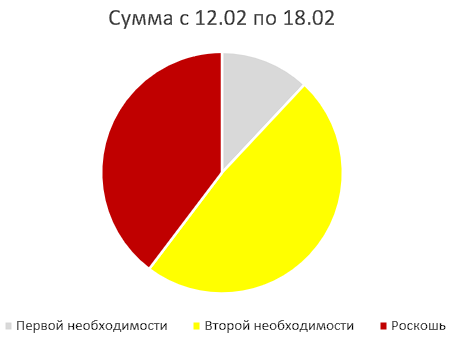 Сумма с 12.02 по 18.02
Первой необходимости Второй необходимости Роскошь